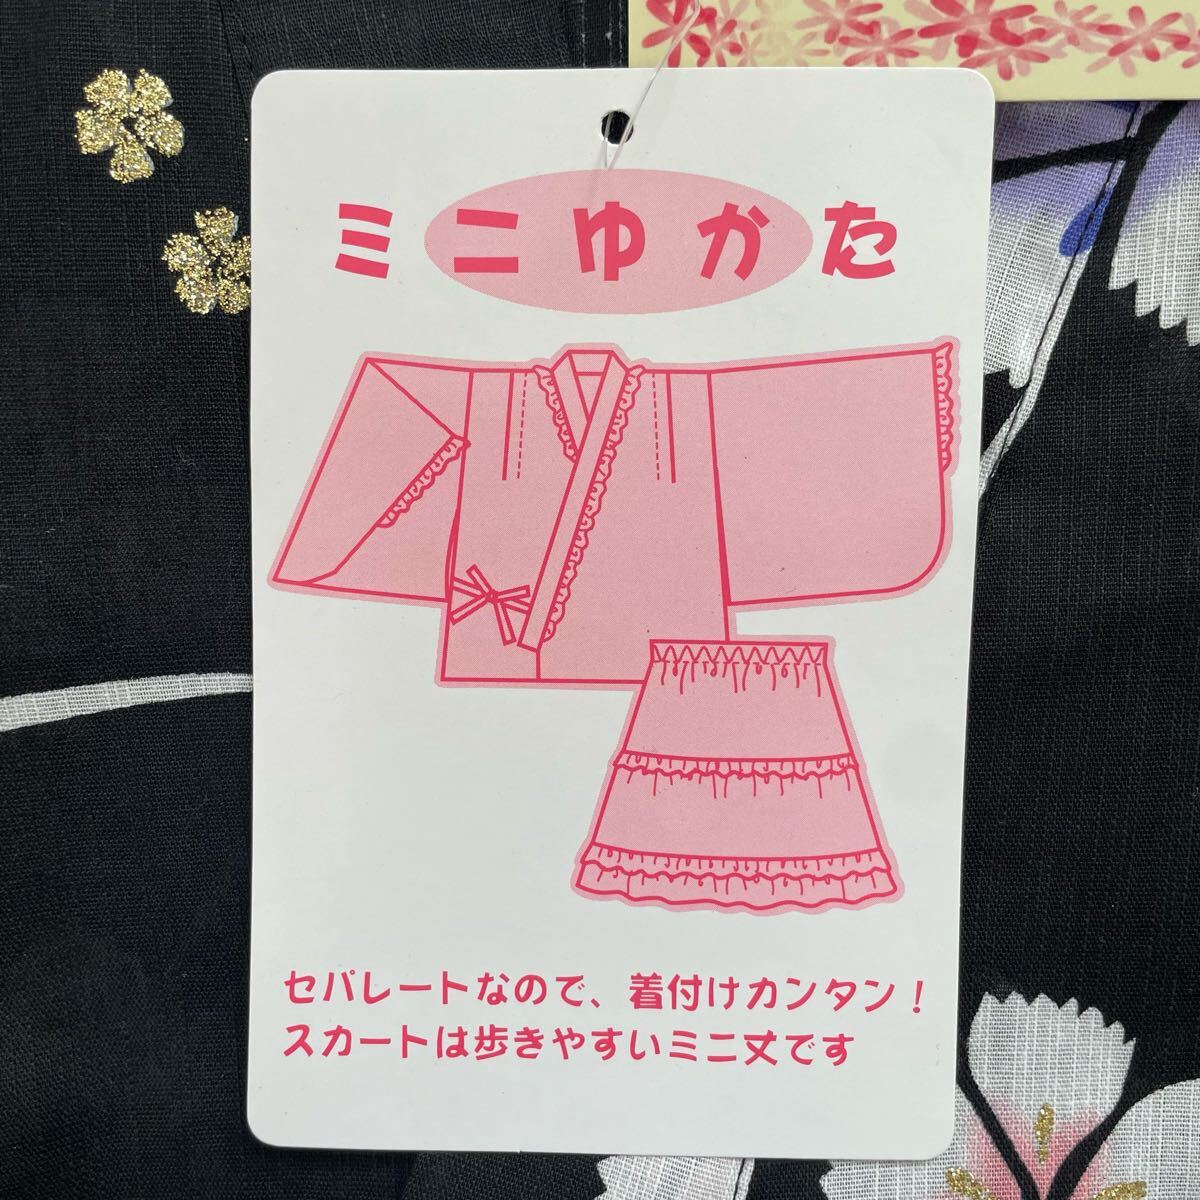 ミニゆかた
セパレートなので、着付けカンタン！
スカートは歩きやすいミニ丈です